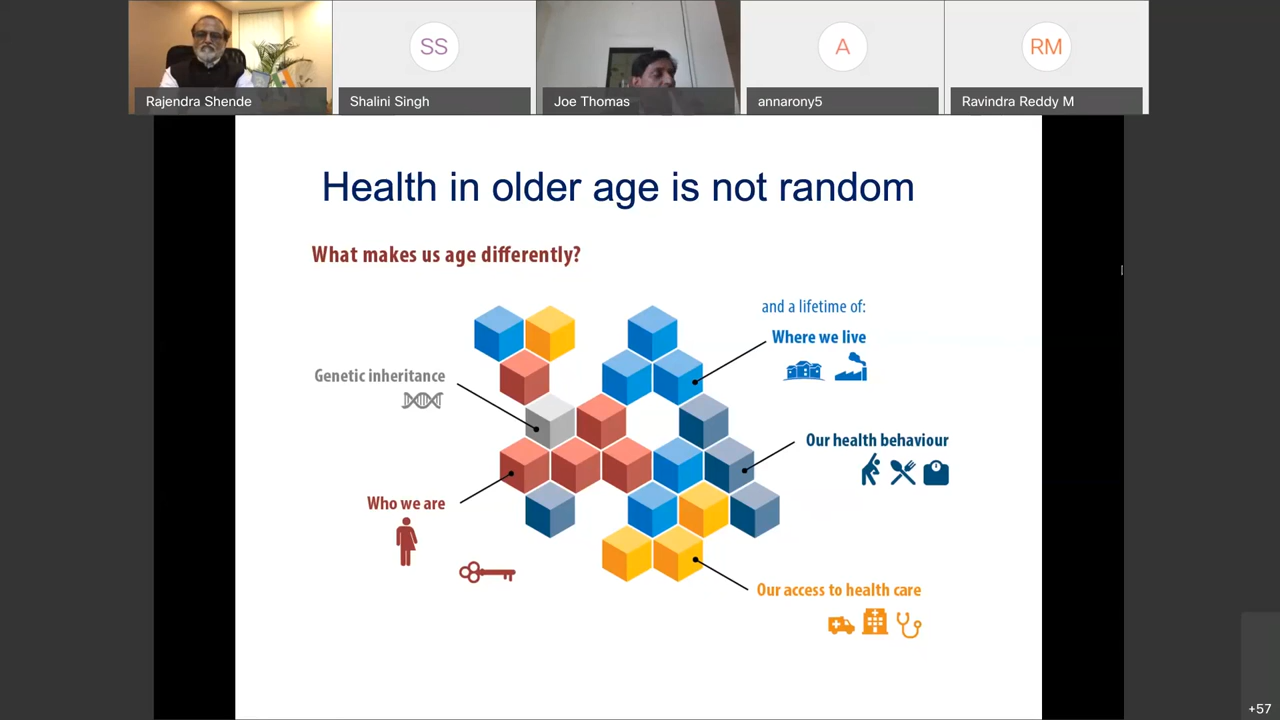 SS
A
RM
Rajendra Shende
Shalini Singh
Joe Thomas
annarony5
Ravindra Reddy M
Health in older age is not random
What makes us age differently?
and a lifetime of:
Where we live
Genetic inheritance
Our health behaviour
Who we are
Our access to health care
+57